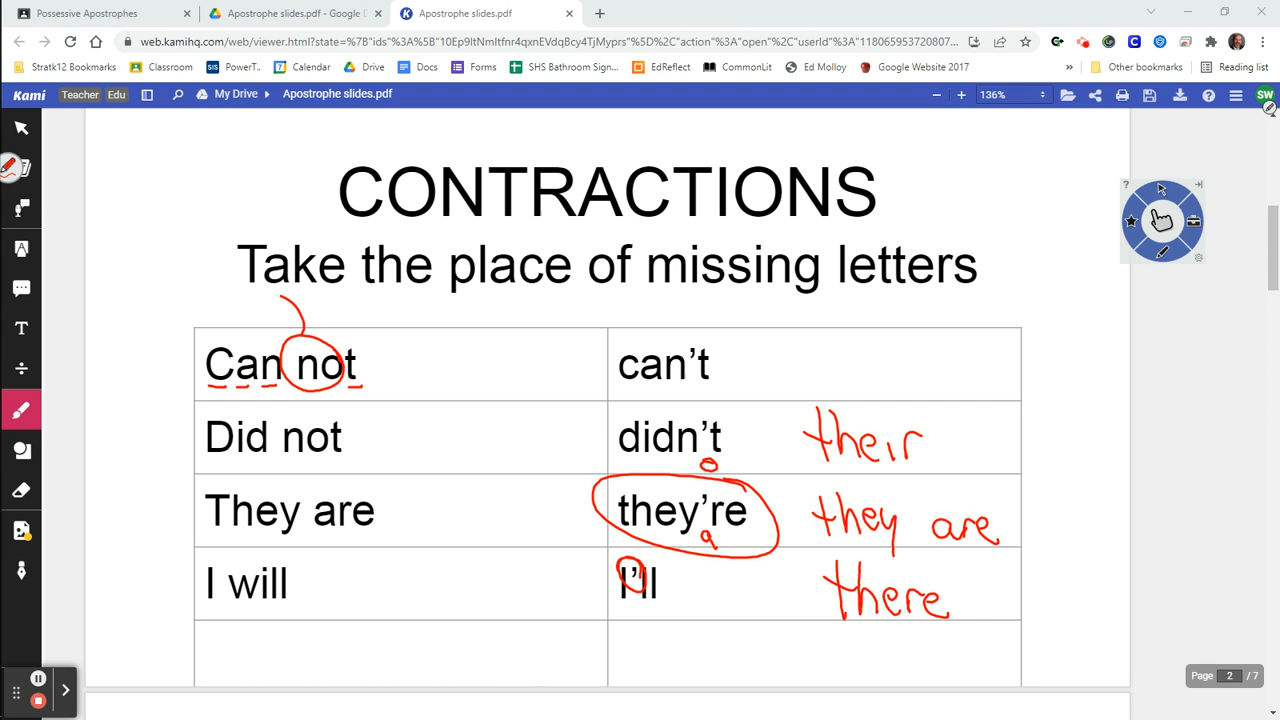 Possessive Apostrophes
Apostrophe slides.pdf - Google D
Apostrophe slides.pdf
web.kamihq.com/web/viewer.html?state=%7B"ids"%3A%5B"10Ep9ItmItfnr4qxnEVdqBcy4TjMyprs"%5D%2C"action"%3A"open"%2C"userId"%3A"118065953720807...
Stratk12 Bookmarks Classroom PowerT.. Calendar Drive Docs Forms SHS Bathroom Sign... EdReflect CommonLit Ed Molloy Google Website 2017 » Other bookmarks Reading list
Kami Teacher Edu My Drive Apostrophe slides.pdf 136% SW
CONTRACTIONS
Take the place of missing letters
Can not can't
Did not didn't their
o
They are they're they are
a
I will I'll there
Page 2 / 7